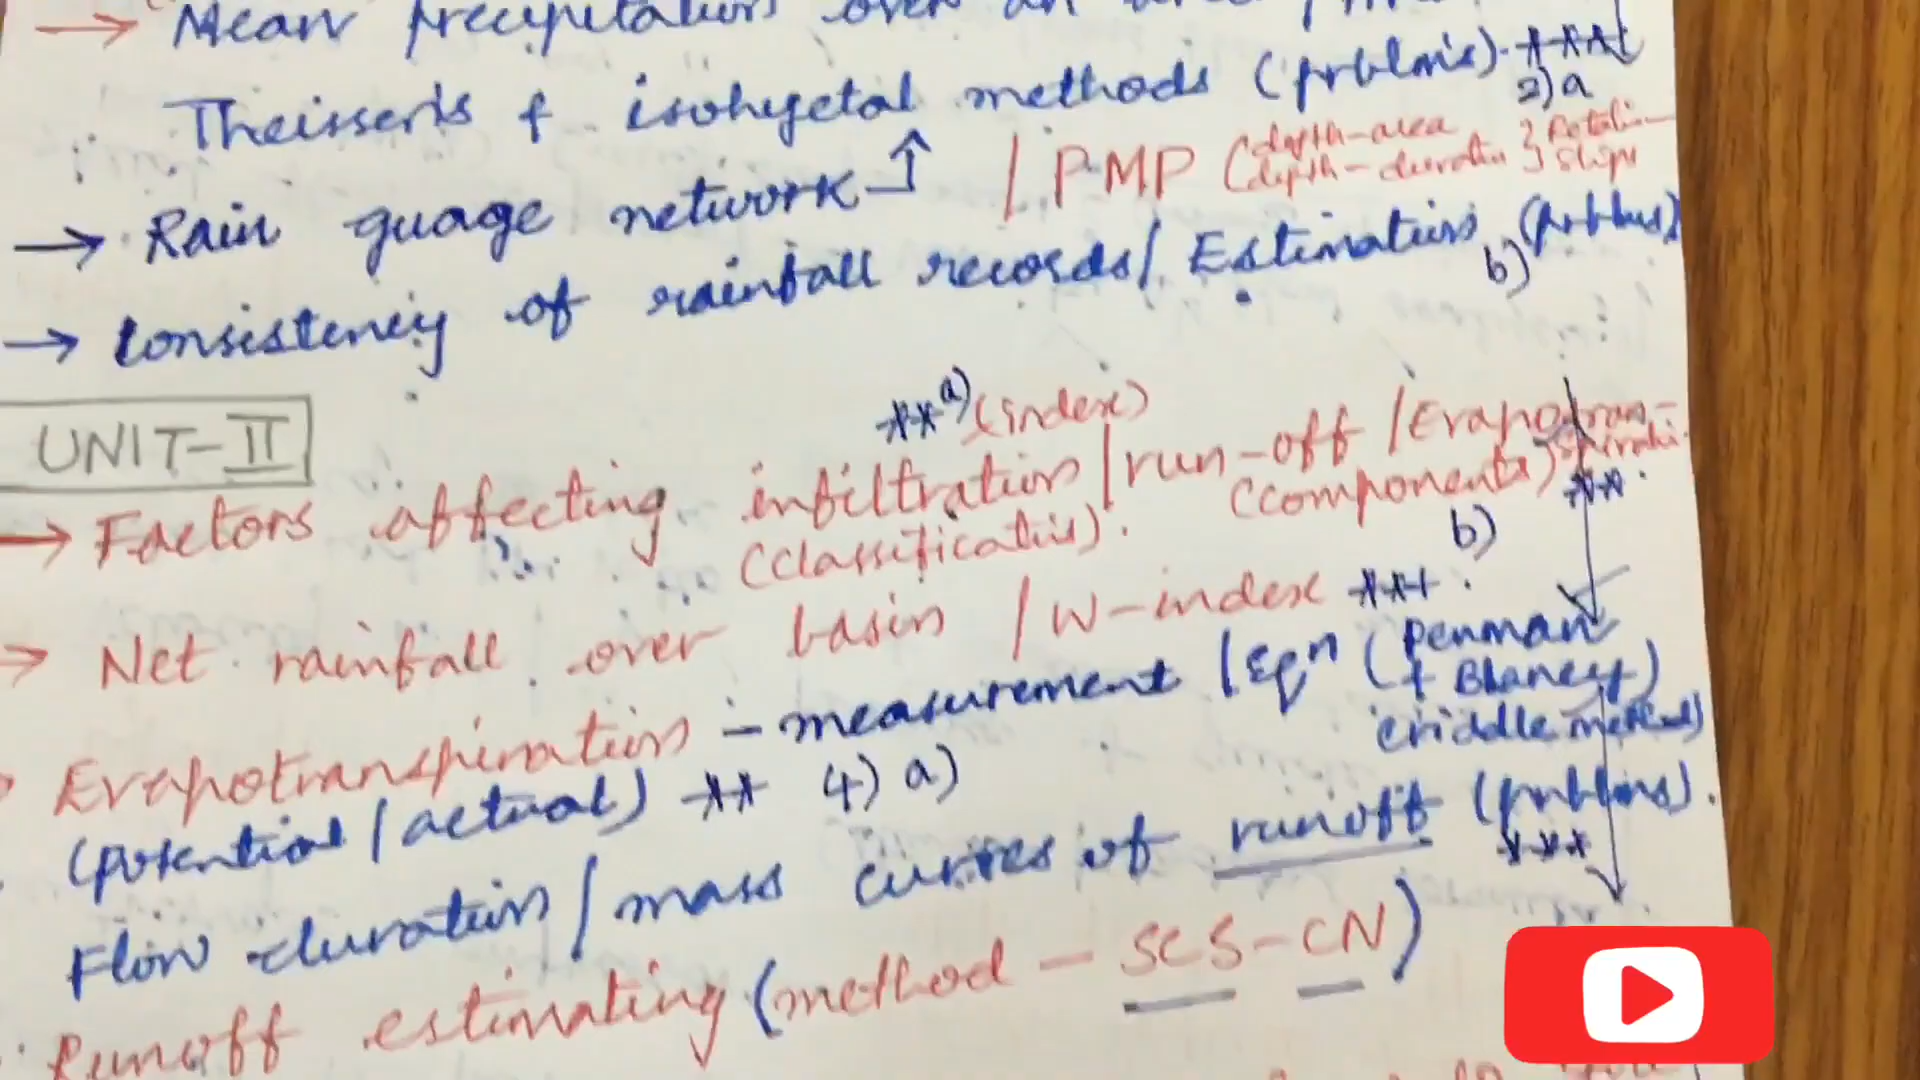 → Mean precipitation over an
Theissen's & isohyetal methods (problems). ***
2) a
→ Rain guage network / PMP (depth-area
depth-duration
→ Consistency of rainfall records / Estimation (problems)
b)
UNIT-II
** a) (index)
→ Factors affecting infiltration / run-off / Evapotranspiration
(classification). (components) **.
b)
→ Net rainfall over basin / W-index ***.
Evapotranspiration - measurement / Eqn (Penman
& Blaney
criddle method)
(potential / actual) ** 4) a)
Flow duration / mass curves of runoff (problems).
***
Runoff estimating (method - SCS-CN)